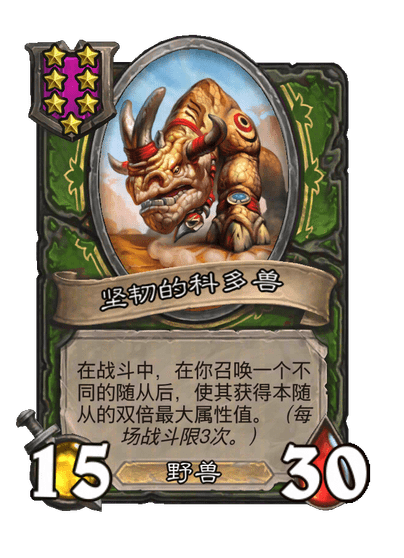 坚韧的科多兽
在战斗中，在你召唤一个不
同的随从后，使其获得本随
从的双倍最大属性值。（每
场战斗限3次。）
15
野兽
30